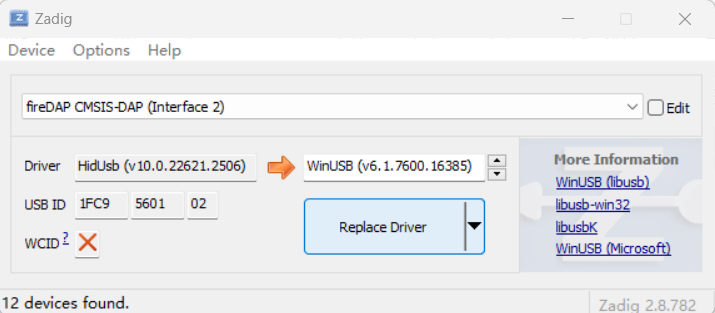 Zadig
Device Options Help
fireDAP CMSIS-DAP (Interface 2) Edit
Driver HidUsb (v10.0.22621.2506) WinUSB (v6.1.7600.16385)
USB ID 1FC9 5601 02
WCID ?
Replace Driver
More Information
WinUSB (libusb)
libusb-win32
libusbK
WinUSB (Microsoft)
12 devices found. Zadig 2.8.782